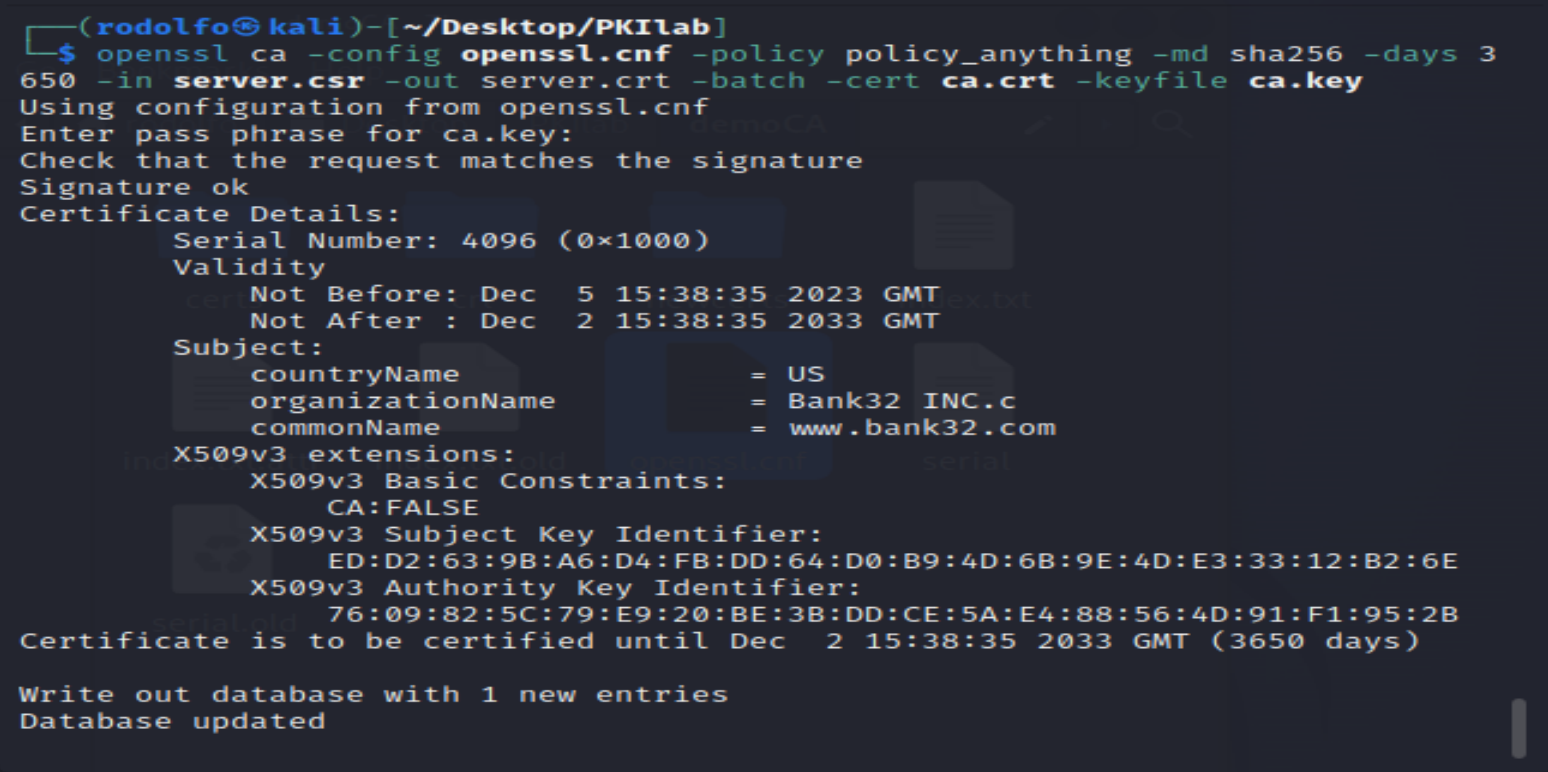 ┌──(rodolfo㉿kali)-[~/Desktop/PKIlab]
└─$ openssl ca -config openssl.cnf -policy policy_anything -md sha256 -days 3
650 -in server.csr -out server.crt -batch -cert ca.crt -keyfile ca.key
Using configuration from openssl.cnf
Enter pass phrase for ca.key:
Check that the request matches the signature
Signature ok
Certificate Details:
        Serial Number: 4096 (0×1000)
        Validity
            Not Before: Dec  5 15:38:35 2023 GMT
            Not After : Dec  2 15:38:35 2033 GMT
        Subject:
            countryName               = US
            organizationName          = Bank32 INC.c
            commonName                = www.bank32.com
        X509v3 extensions:
            X509v3 Basic Constraints:
                CA:FALSE
            X509v3 Subject Key Identifier:
                ED:D2:63:9B:A6:D4:FB:DD:64:D0:B9:4D:6B:9E:4D:E3:33:12:B2:6E
            X509v3 Authority Key Identifier:
                76:09:82:5C:79:E9:20:BE:3B:DD:CE:5A:E4:88:56:4D:91:F1:95:2B
Certificate is to be certified until Dec  2 15:38:35 2033 GMT (3650 days)

Write out database with 1 new entries
Database updated